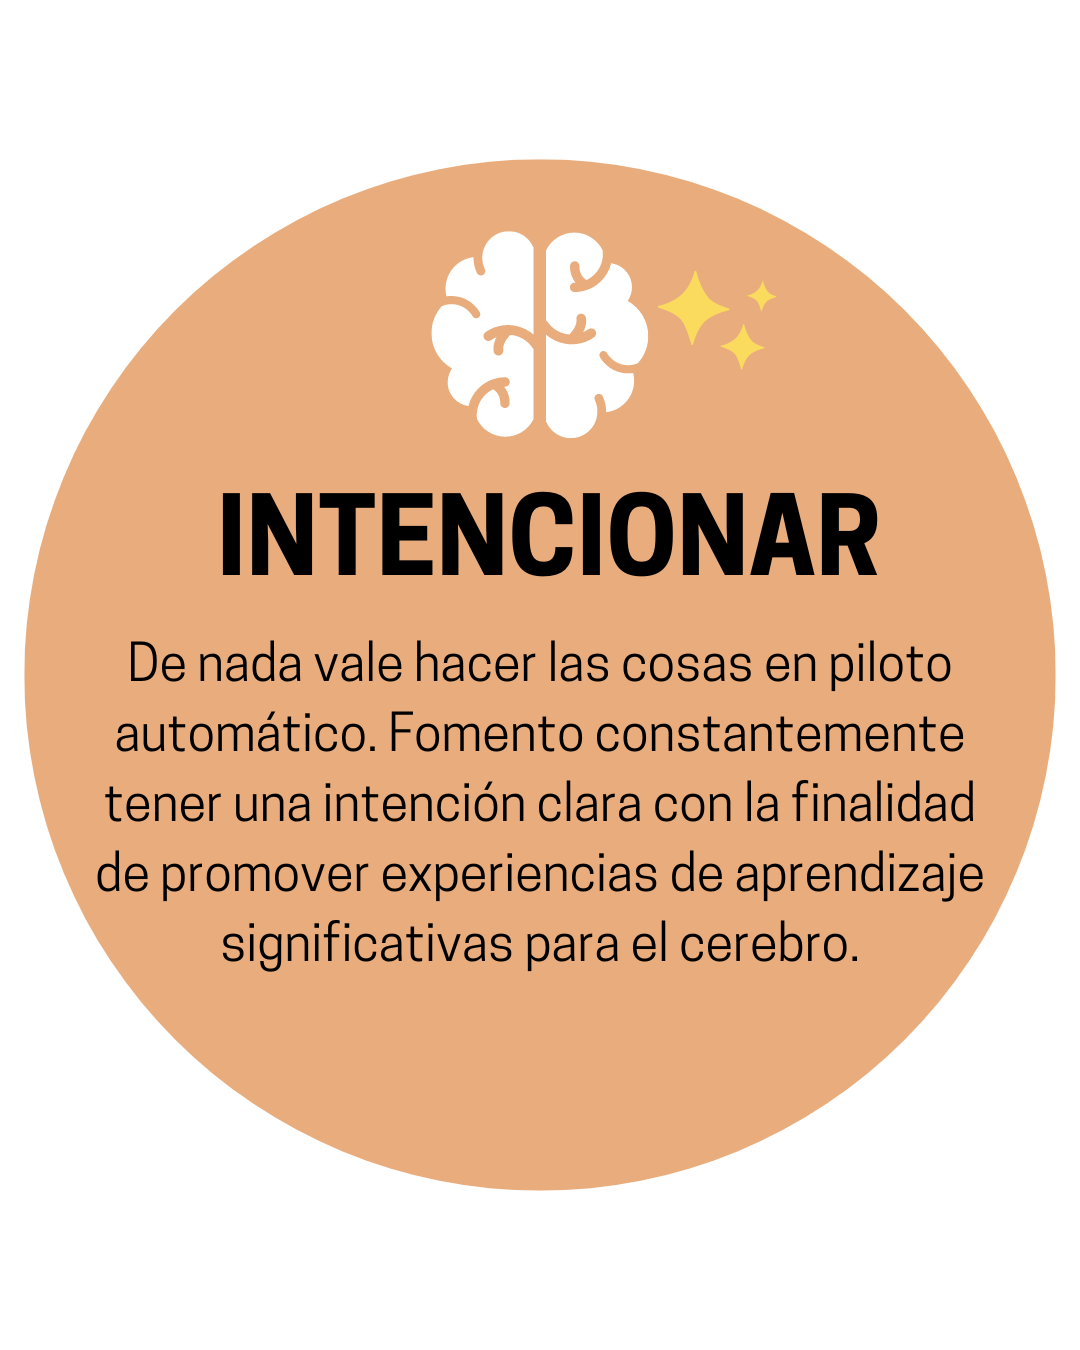 INTENCIONAR
De nada vale hacer las cosas en piloto
automático. Fomento constantemente
tener una intención clara con la finalidad
de promover experiencias de aprendizaje
significativas para el cerebro.